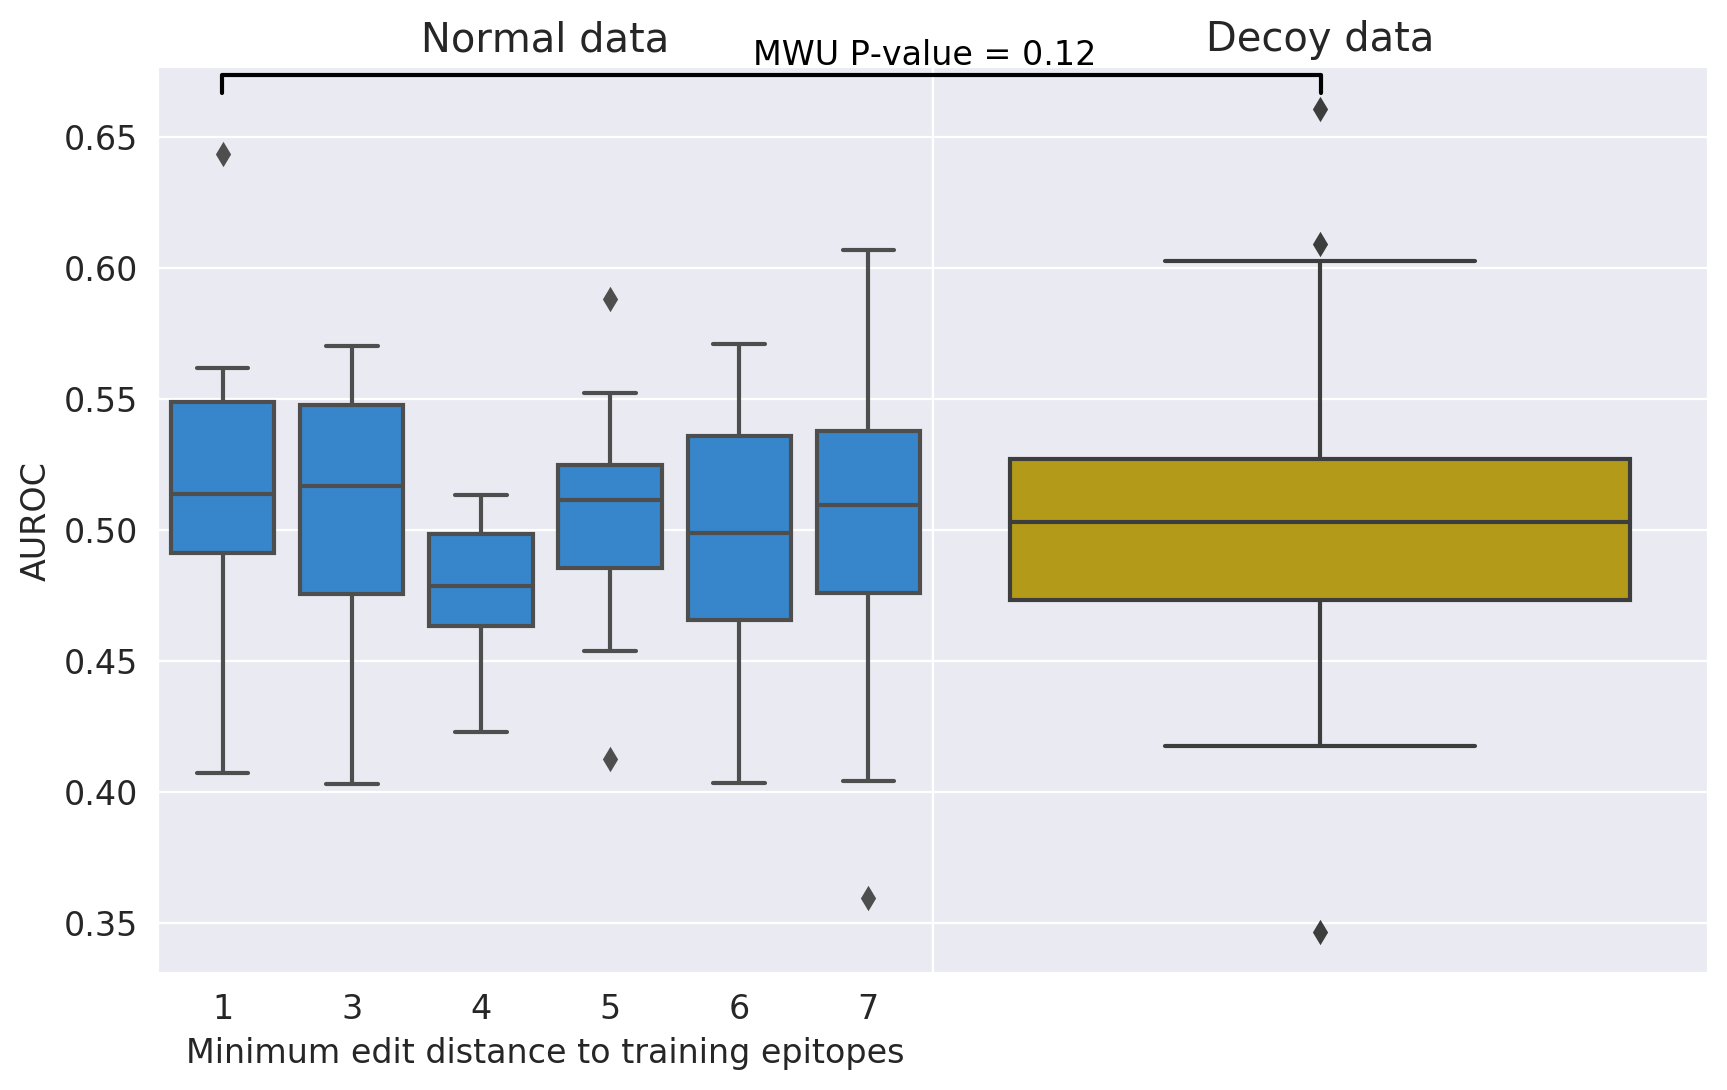 Normal data
Decoy data
MWU P-value = 0.12
0.65
0.60
0.55
0.50
0.45
0.40
0.35
AUROC
1 3 4 5 6 7
Minimum edit distance to training epitopes